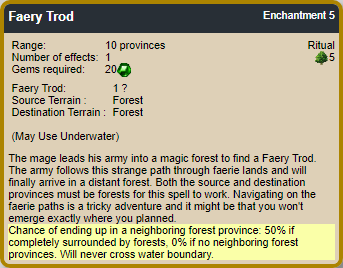 Faery Trod Enchantment 5
Range: 10 provinces Ritual
Number of effects: 1 5
Gems required: 20
Faery Trod: 1 ?
Source Terrain : Forest
Destination Terrain : Forest
(May Use Underwater)
The mage leads his army into a magic forest to find a Faery Trod.
The army follows this strange path through faerie lands and will
finally arrive in a distant forest. Both the source and destination
provinces must be forests for this spell to work. Navigating on the
faerie paths is a tricky adventure and it might be that you won't
emerge exactly where you planned.
Chance of ending up in a neighboring forest province: 50% if
completely surrounded by forests, 0% if no neighboring forest
provinces. Will never cross water boundary.